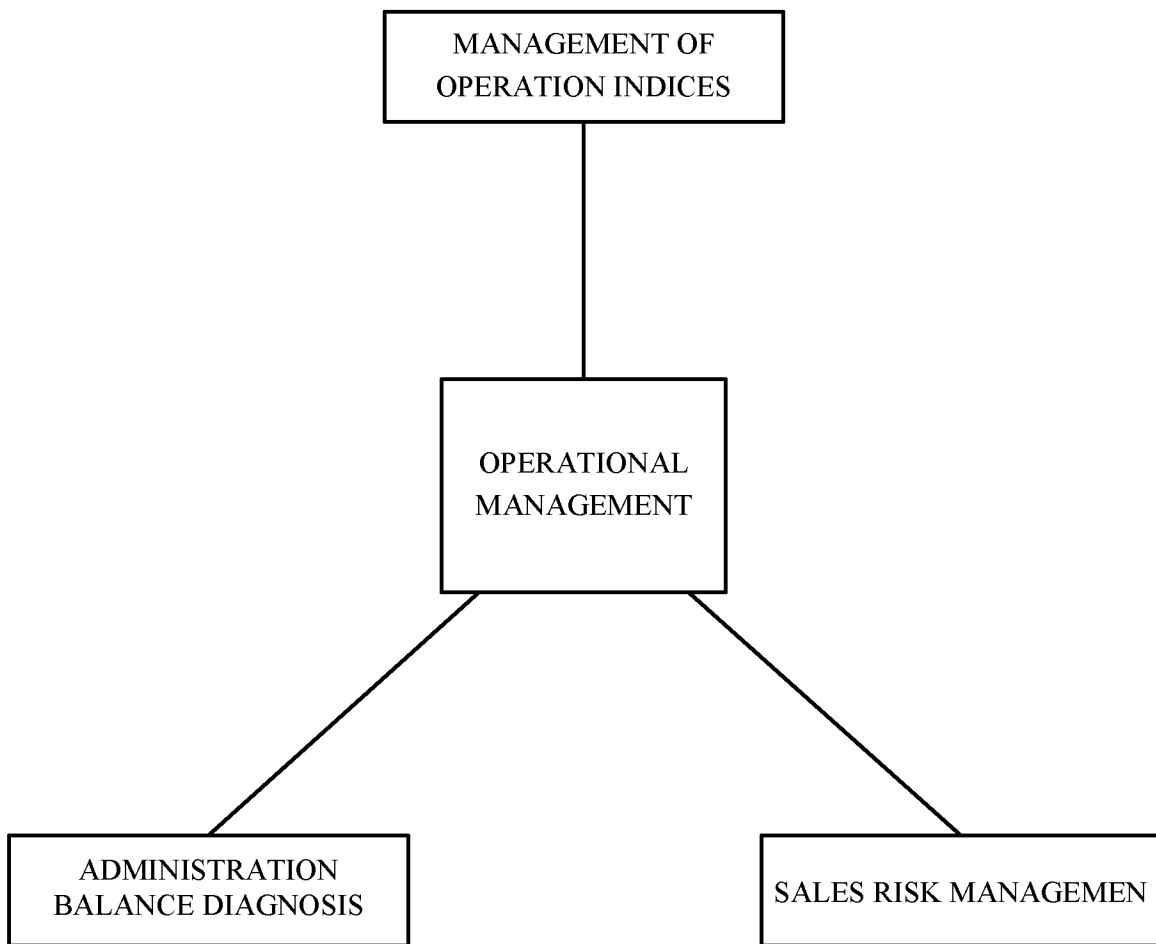 MANAGEMENT OF
OPERATION INDICES
OPERATIONAL
MANAGEMENT
ADMINISTRATION
BALANCE DIAGNOSIS
SALES RISK MANAGEMEN